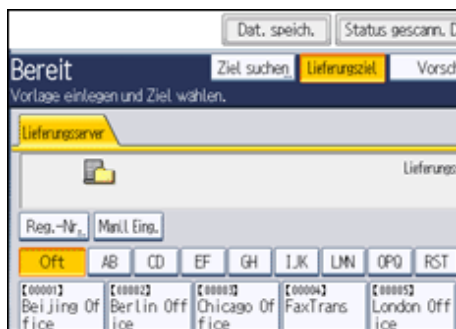 Dat. speich. Status gescann. D
Bereit Ziel suchen Lieferungsziel Vorsch
Vorlage einlegen und Ziel wählen.
Lieferungsserver
Lieferungs
Reg.-Nr. Manll Eing.
Oft AB CD EF GH IJK LMN OPQ RST
[00001] [00002] [00003] [00004] [00005]
Beijing Of Berlin Off Chicago Of FaxTrans London Off
fice ice fice ice